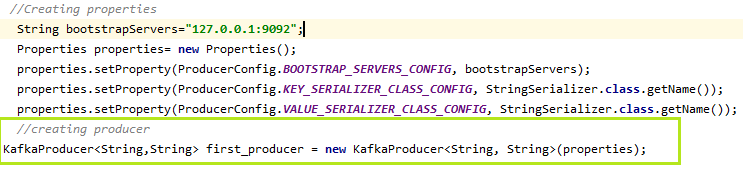 //Creating properties
String bootstrapServers="127.0.0.1:9092";
Properties properties= new Properties();
properties.setProperty(ProducerConfig.BOOTSTRAP_SERVERS_CONFIG, bootstrapServers);
properties.setProperty(ProducerConfig.KEY_SERIALIZER_CLASS_CONFIG, StringSerializer.class.getName());
properties.setProperty(ProducerConfig.VALUE_SERIALIZER_CLASS_CONFIG, StringSerializer.class.getName());
//creating producer
KafkaProducer<String,String> first_producer = new KafkaProducer<String, String>(properties);